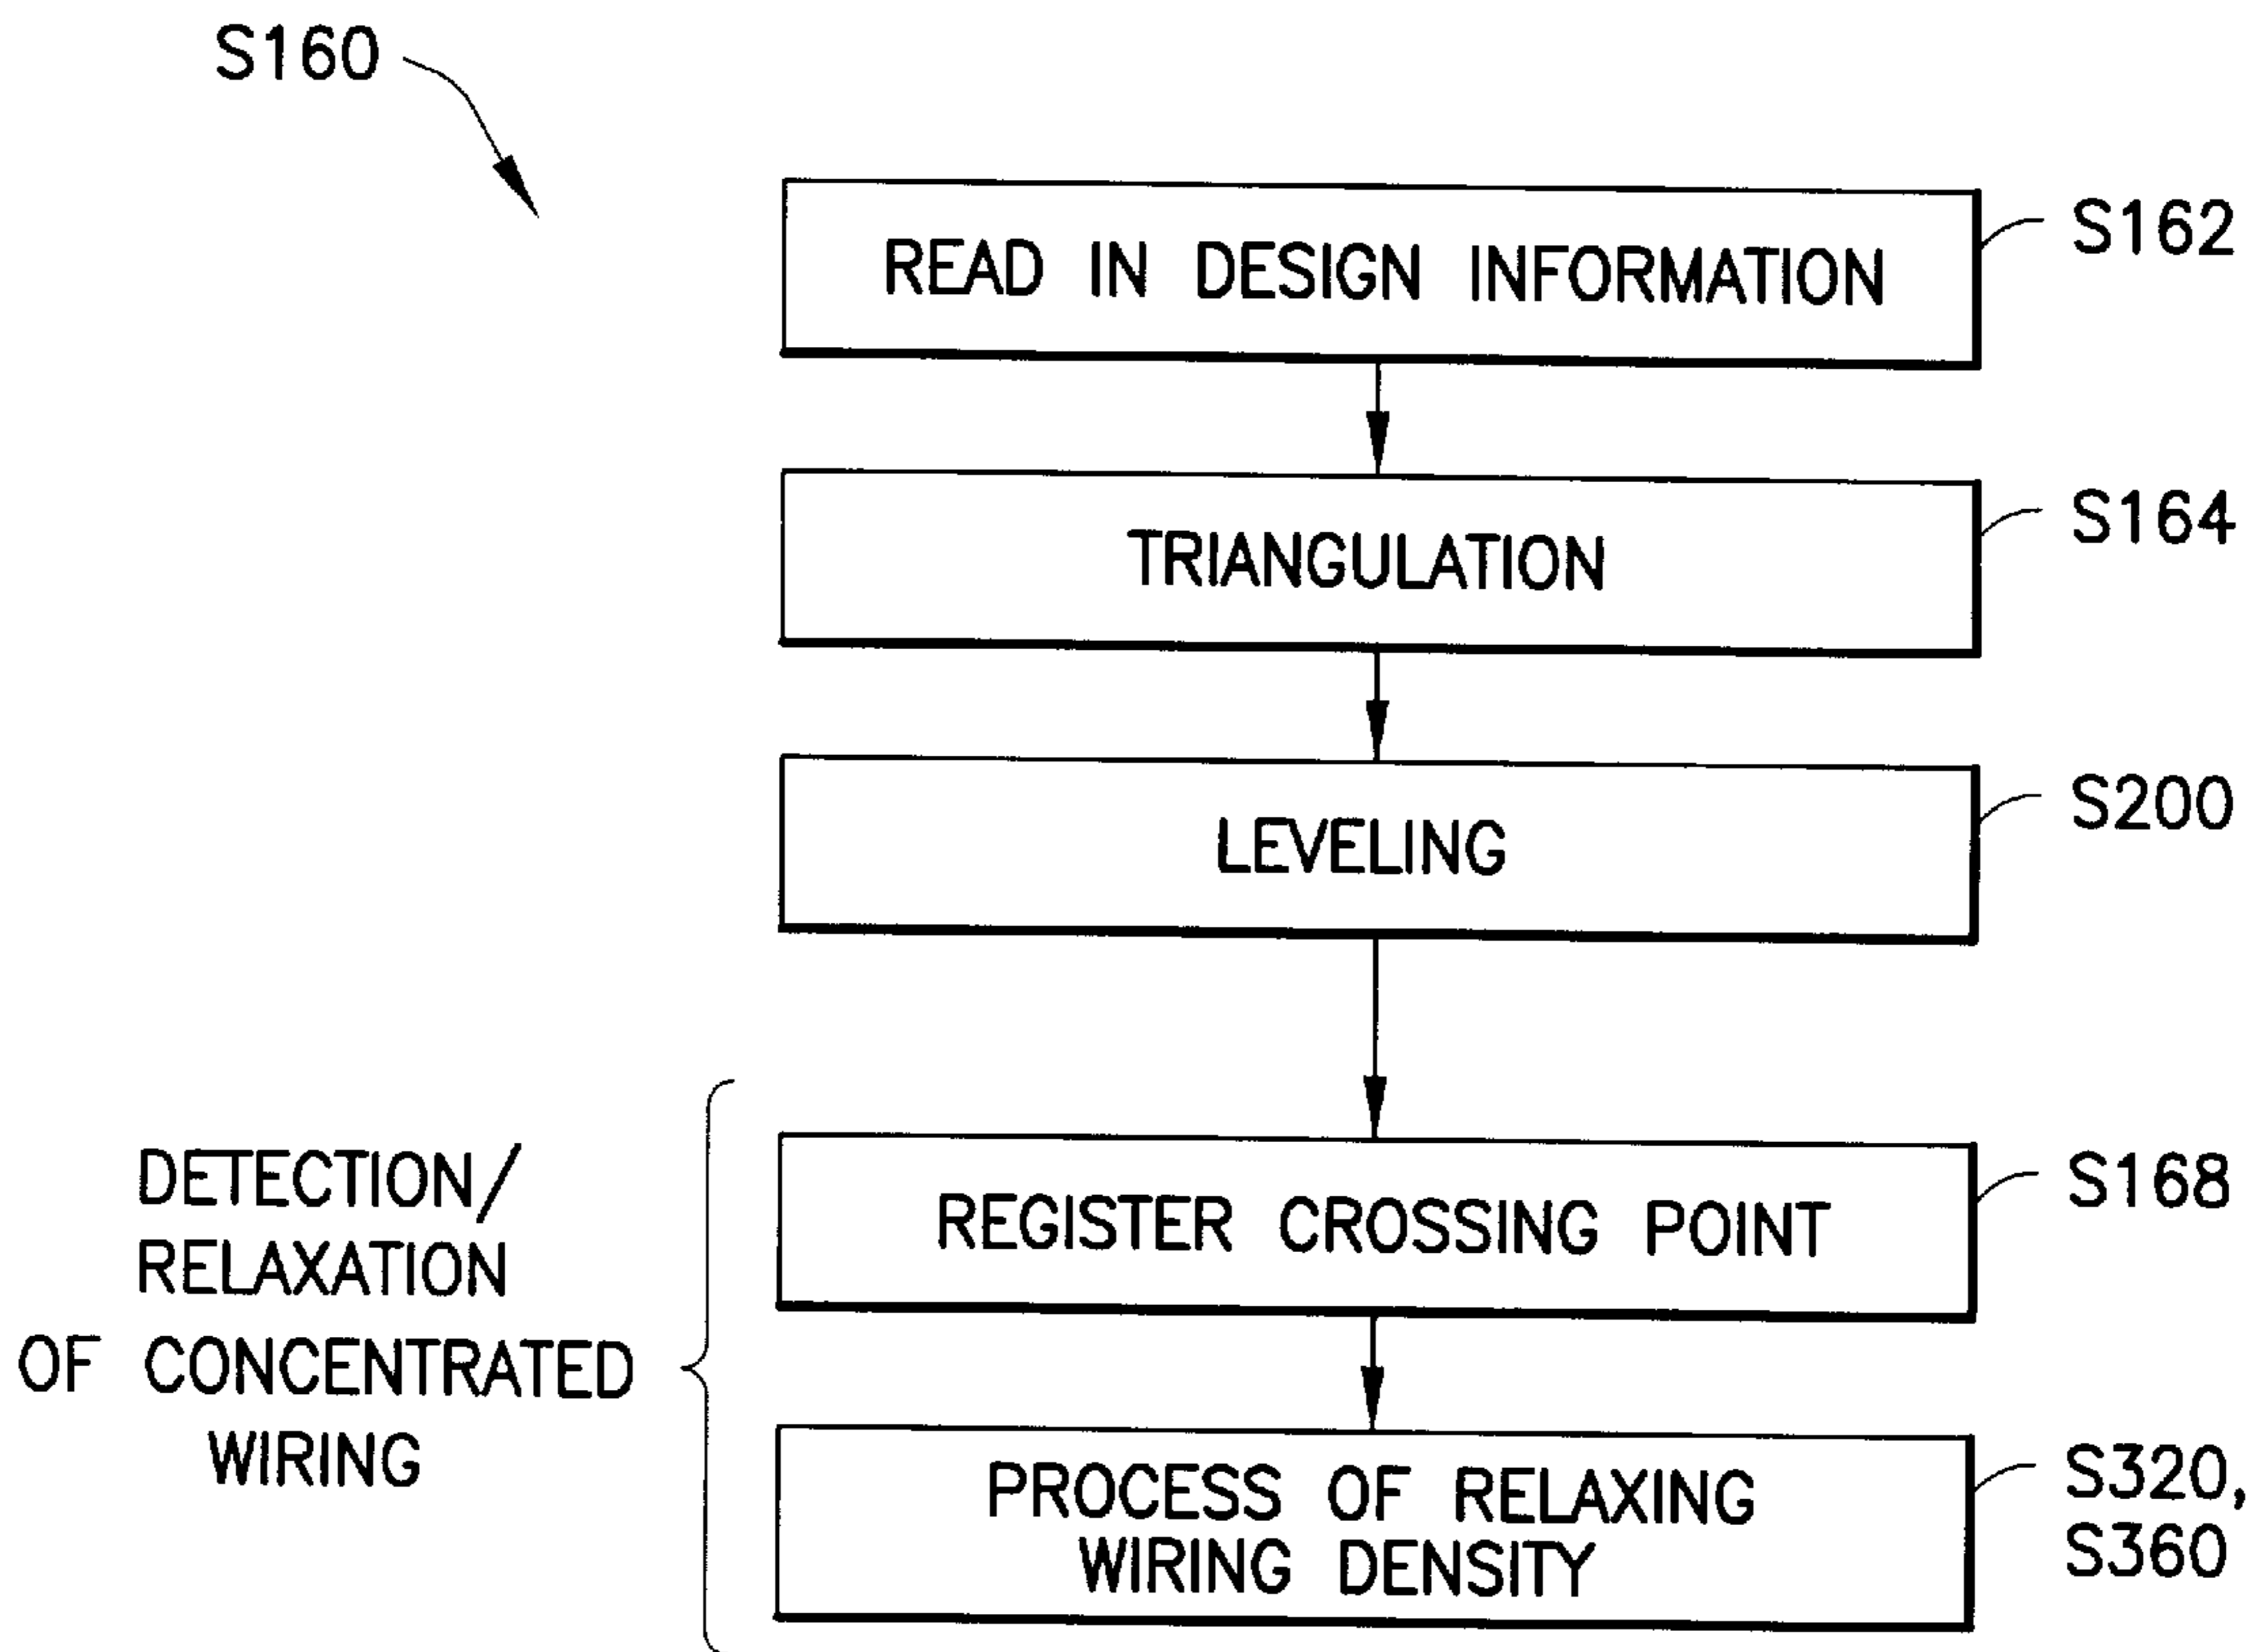 S160
READ IN DESIGN INFORMATION
S162
TRIANGULATION
S164
LEVELING
S200
DETECTION/
RELAXATION
OF CONCENTRATED
WIRING
REGISTER CROSSING POINT
S168
PROCESS OF RELAXING
WIRING DENSITY
S320,
S360